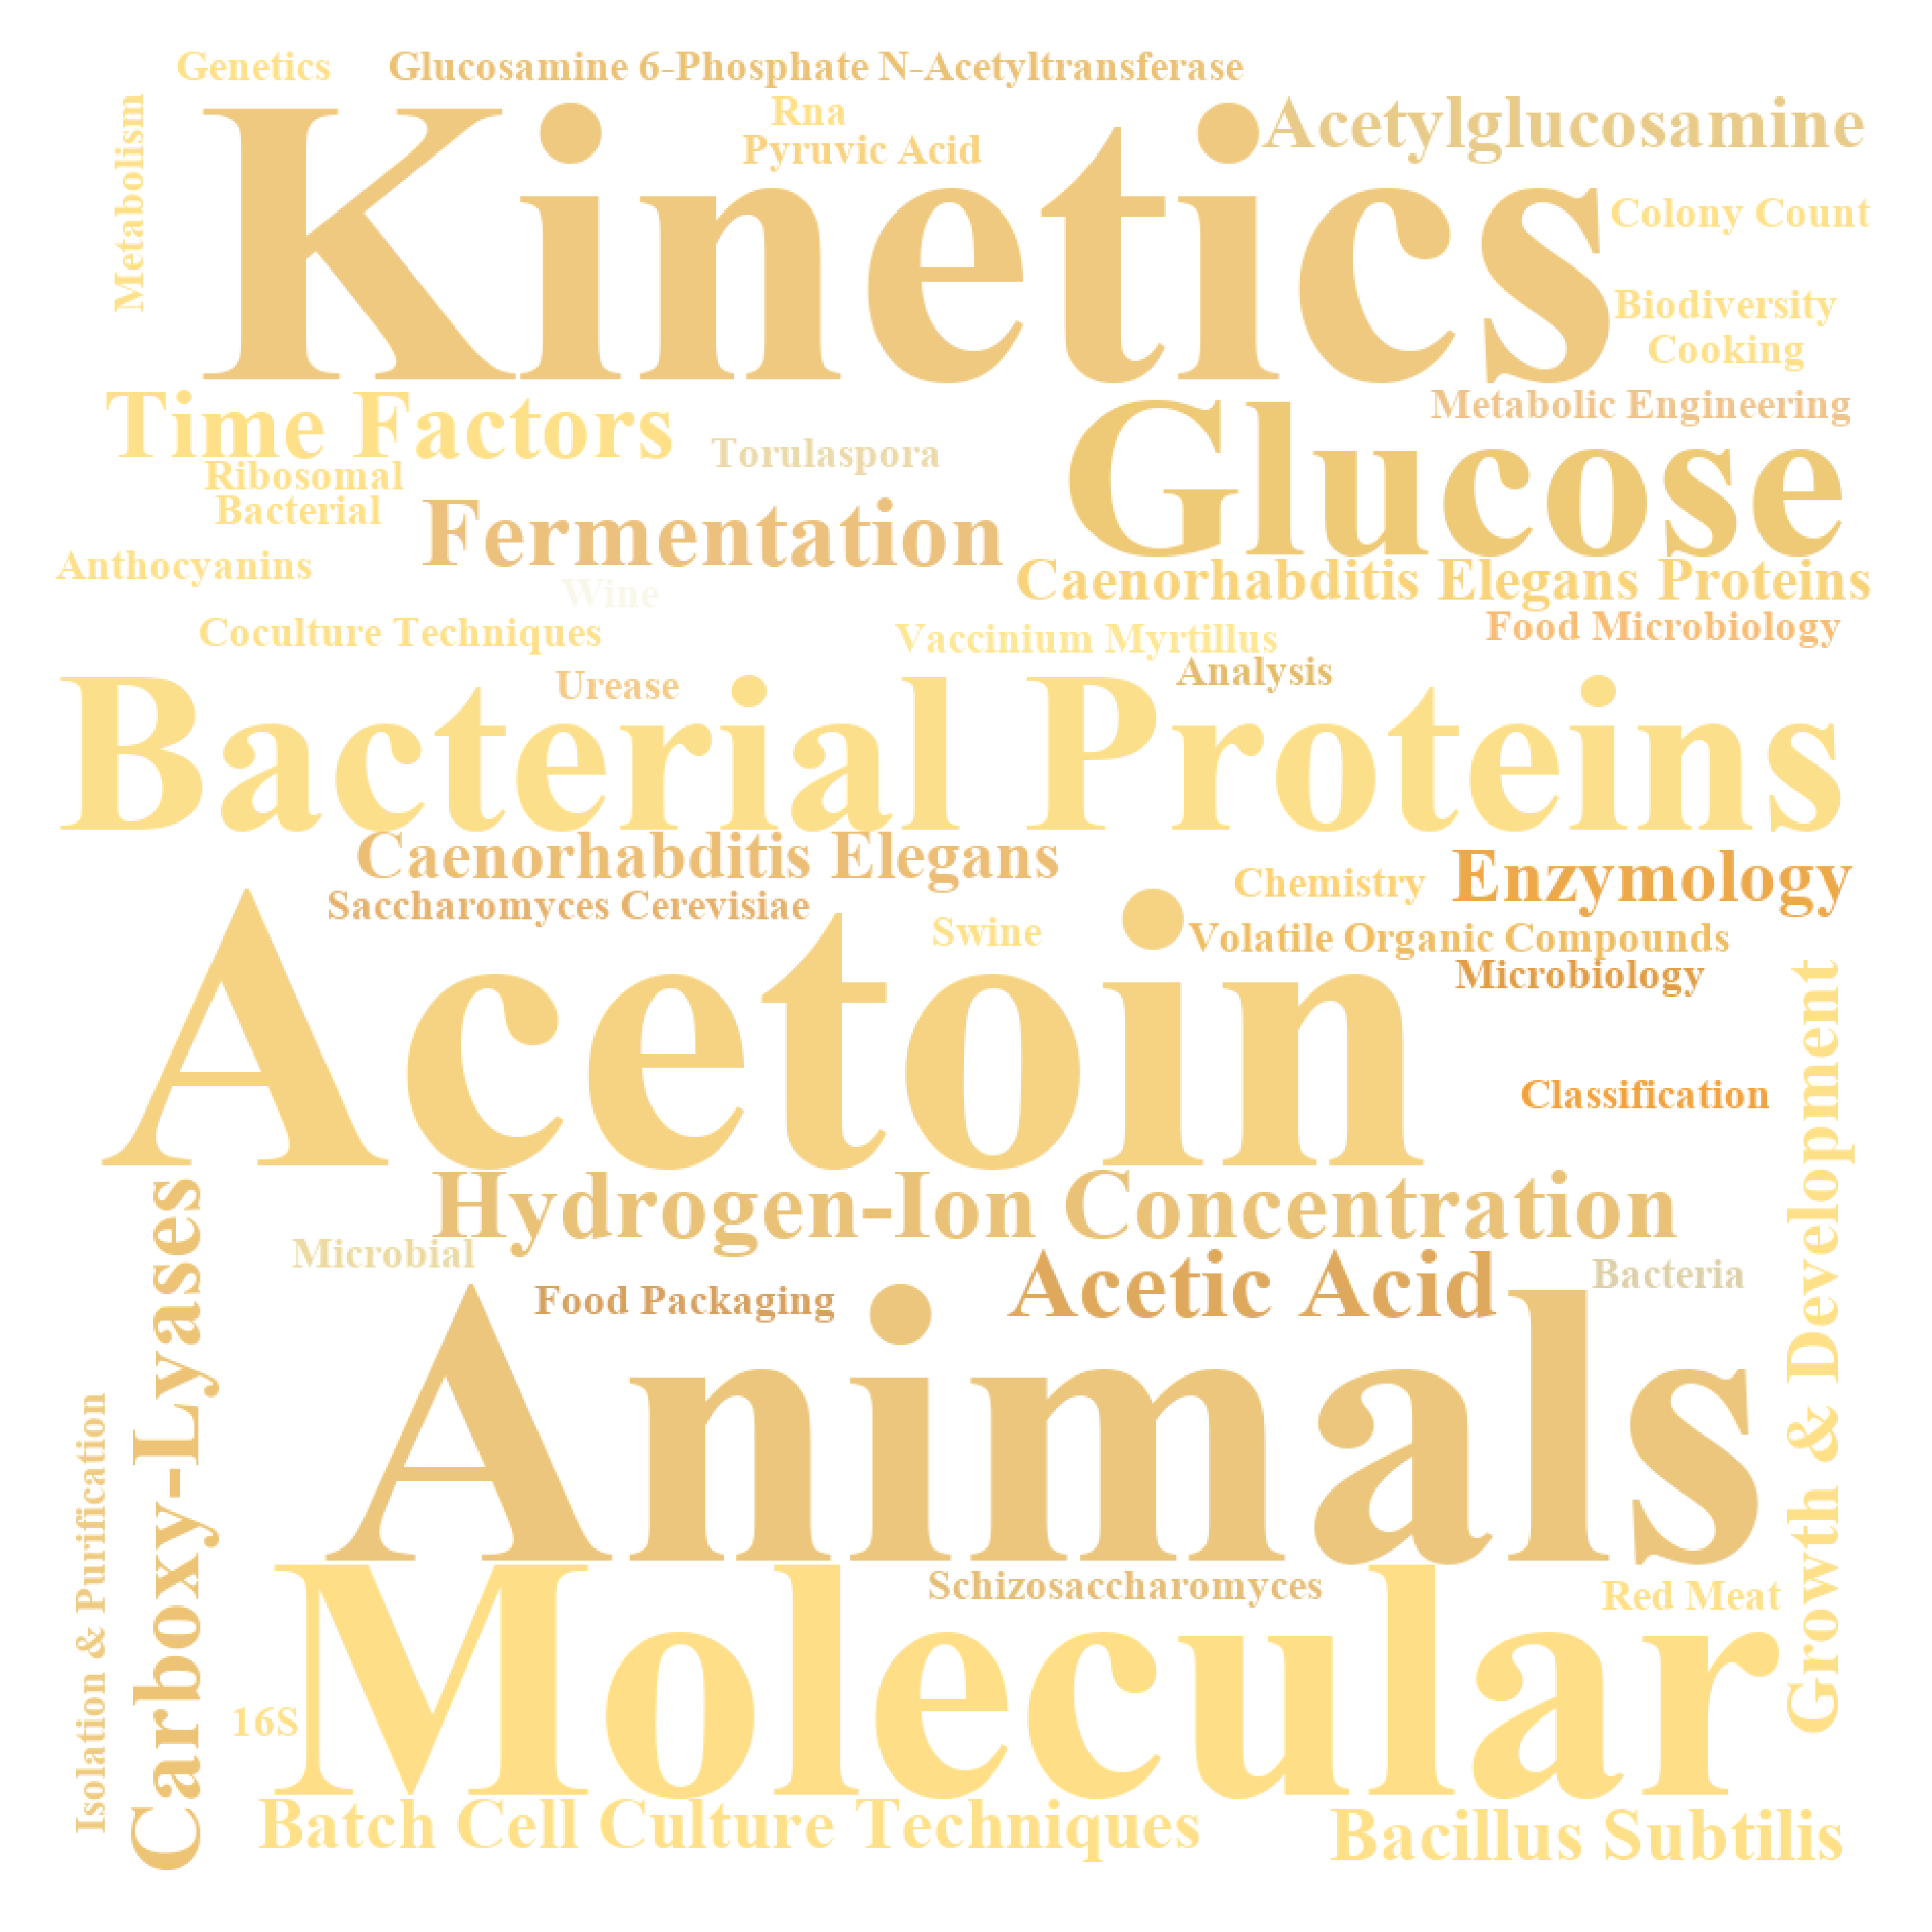 Genetics
Glucosamine 6-Phosphate N-Acetyltransferase
Metabolism
Rna
Pyruvic Acid
Acetylglucosamine
Kinetics
Colony Count
Biodiversity
Cooking
Time Factors
Metabolic Engineering
Torulaspora
Glucose
Ribosomal
Bacterial
Fermentation
Anthocyanins
Wine
Caenorhabditis Elegans Proteins
Coculture Techniques
Vaccinium Myrtillus
Food Microbiology
Analysis
Urease
Bacterial Proteins
Caenorhabditis Elegans
Chemistry
Enzymology
Saccharomyces Cerevisiae
Swine
Volatile Organic Compounds
Microbiology
Acetoin
Classification
Growth & Development
Hydrogen-Ion Concentration
Carboxy-Lyases
Microbial
Acetic Acid
Bacteria
Food Packaging
Animals
Isolation & Purification
Schizosaccharomyces
Red Meat
16S
Molecular
Batch Cell Culture Techniques
Bacillus Subtilis